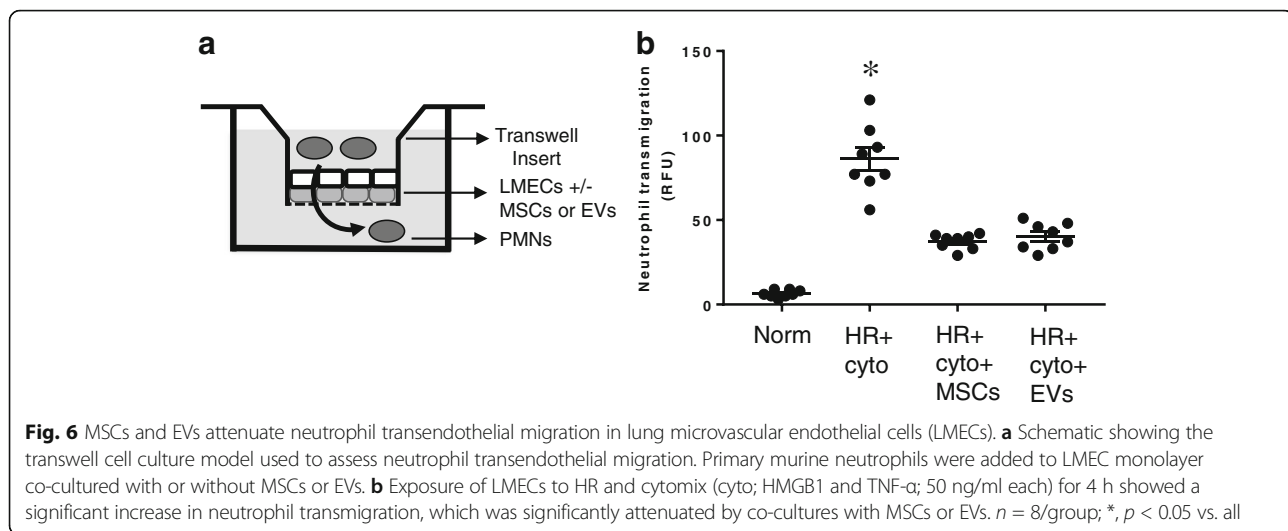 a
Transwell
Insert
LMECs +/-
MSCs or EVs
PMNs
b
Neutrophil transmigration
(RFU)
150
100
50
0
*
Norm
HR+
cyto
HR+
cyto+
MSCs
HR+
cyto+
EVs
Fig. 6 MSCs and EVs attenuate neutrophil transendothelial migration in lung microvascular endothelial cells (LMECs). a Schematic showing the
transwell cell culture model used to assess neutrophil transendothelial migration. Primary murine neutrophils were added to LMEC monolayer
co-cultured with or without MSCs or EVs. b Exposure of LMECs to HR and cytomix (cyto; HMGB1 and TNF-α; 50 ng/ml each) for 4 h showed a
significant increase in neutrophil transmigration, which was significantly attenuated by co-cultures with MSCs or EVs. n = 8/group; *, p < 0.05 vs. all